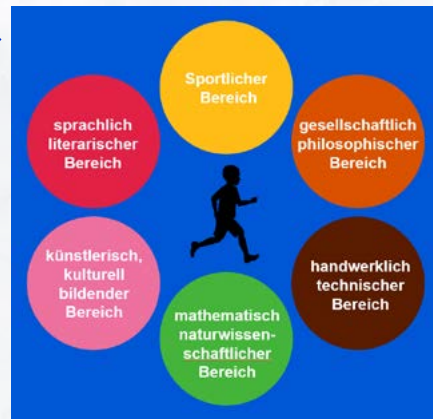 Sportlicher
Bereich
sprachlich
literarischer
Bereich
gesellschaftlich
philosophischer
Bereich
künstlerisch,
kulturell
bildender
Bereich
handwerklich
technischer
Bereich
mathematisch
naturwissen-
schaftlicher
Bereich